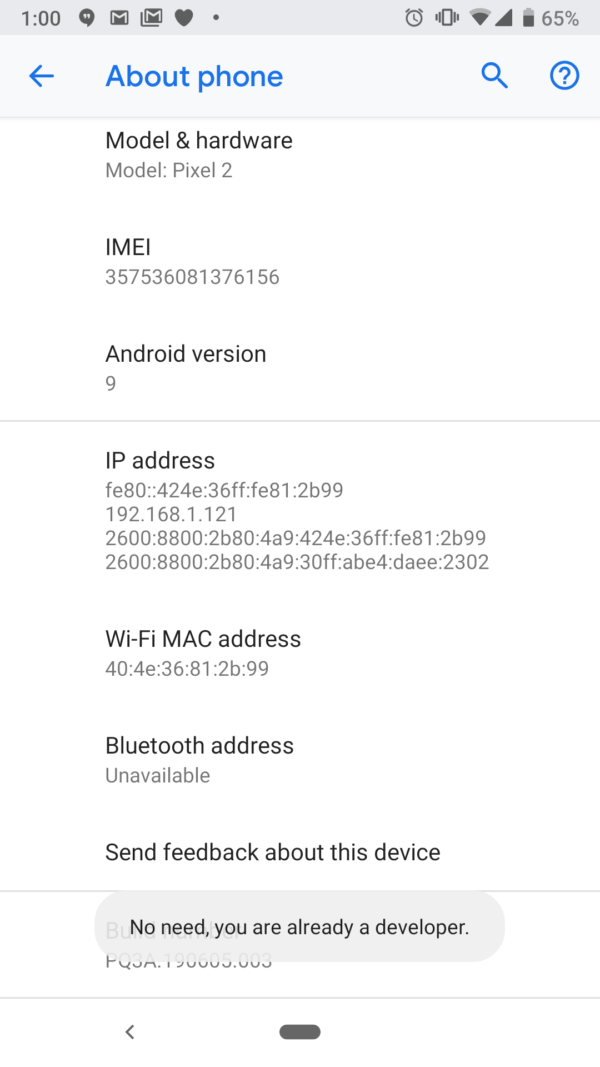 1:00
65%
About phone
Model & hardware
Model: Pixel 2
IMEI
357536081376156
Android version
9
IP address
fe80::424e:36ff:fe81:2b99
192.168.1.121
2600:8800:2b80:4a9:424e:36ff:fe81:2b99
2600:8800:2b80:4a9:30ff:abe4:daee:2302
Wi-Fi MAC address
40:4e:36:81:2b:99
Bluetooth address
Unavailable
Send feedback about this device
Build number
No need, you are already a developer.
PQ3A.190605.003